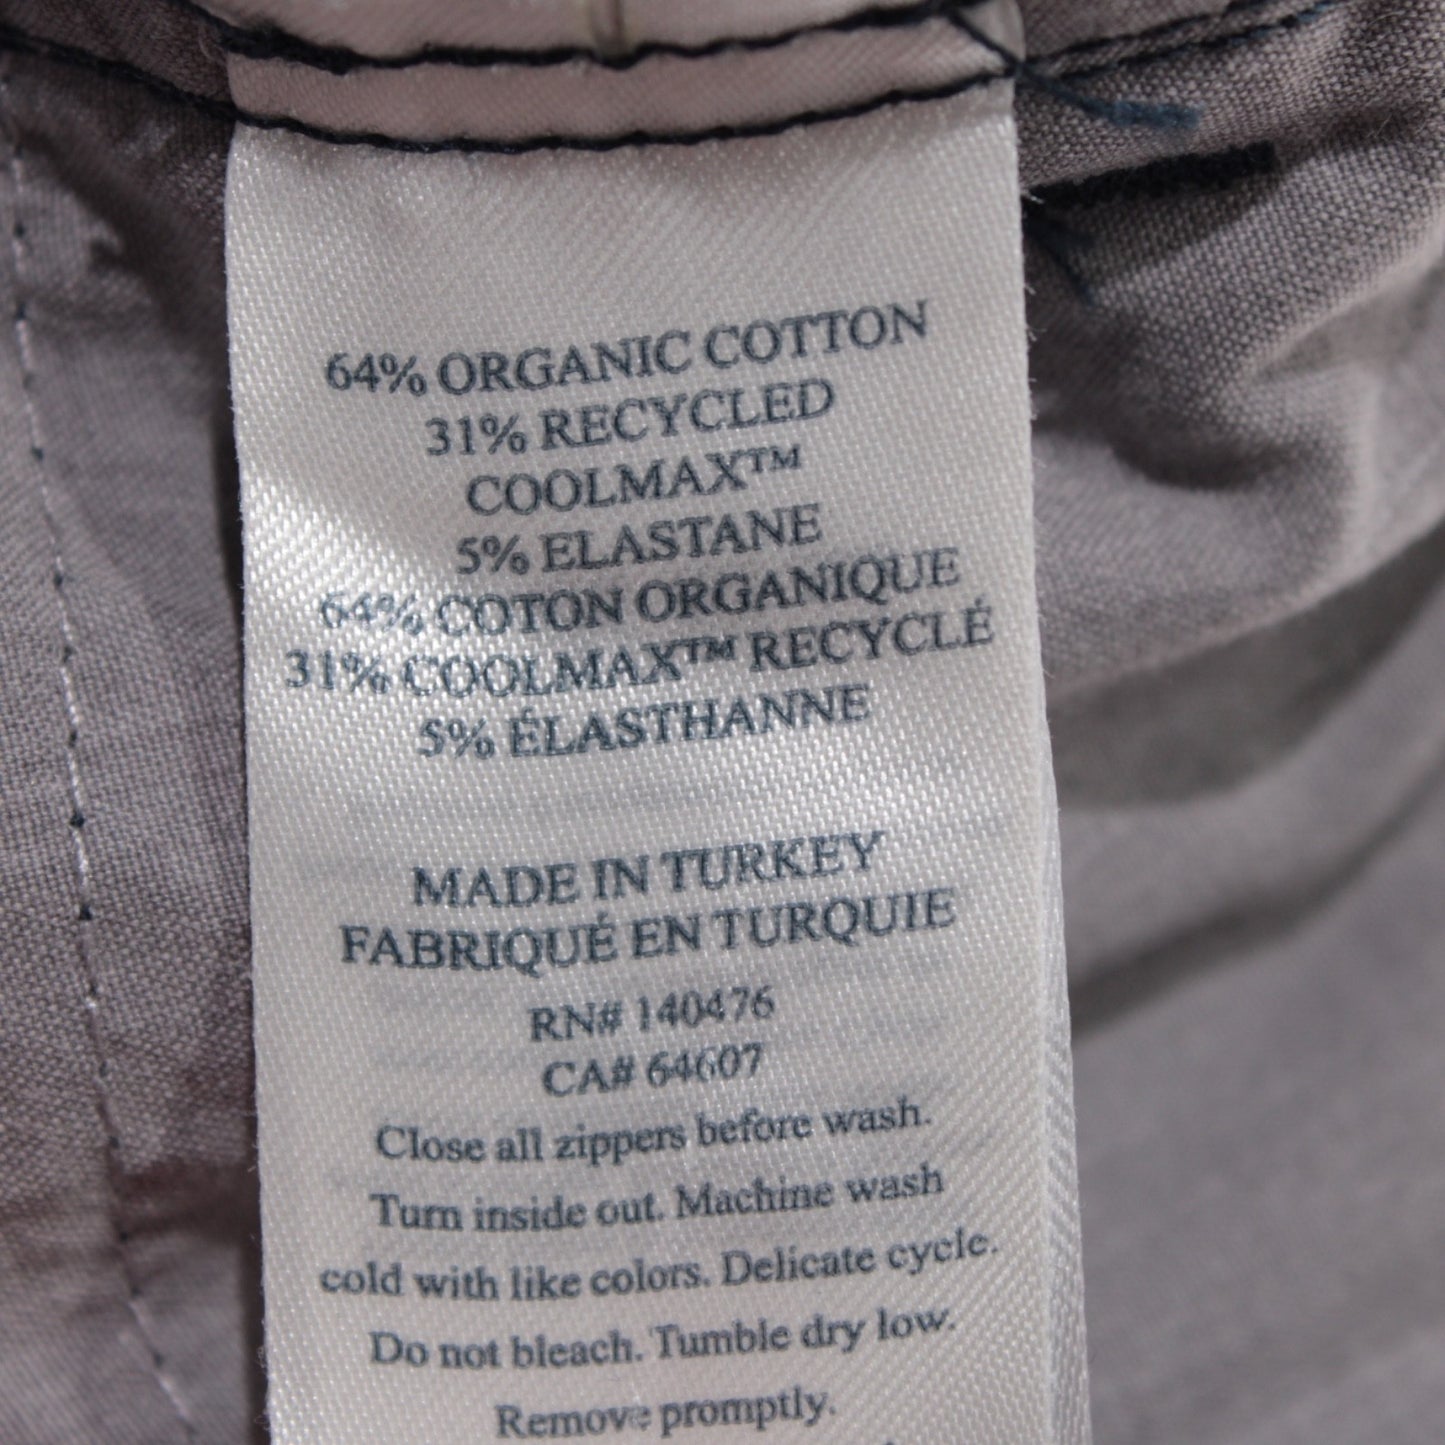 64% ORGANIC COTTON
31% RECYCLED
COOLMAX™
5% ELASTANE
64% COTON ORGANIQUE
31% COOLMAX™ RECYCLÉ
5% ÉLASTHANNE
MADE IN TURKEY
FABRIQUÉ EN TURQUIE
RN# 140476
CA# 64607
Close all zippers before wash.
Turn inside out. Machine wash
cold with like colors. Delicate cycle.
Do not bleach. Tumble dry low.
Remove promptly.